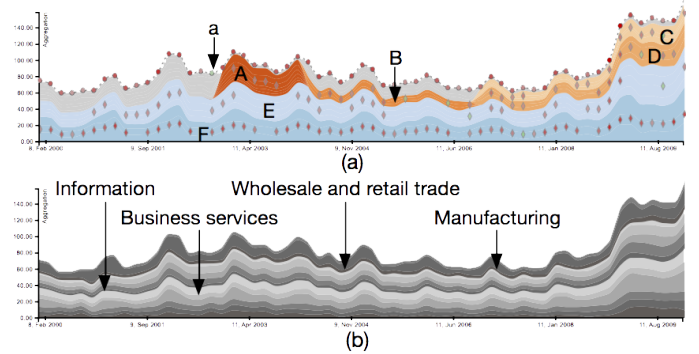 a
Aggregation
140.00
120.00
100.00
80.00
60.00
40.00
20.00
0.00
A
B
C
D
E
F
8. Feb 2000
9. Sep 2001
11. Apr 2003
9. Nov 2004
11. Jun 2006
12. Jan 2008
11. Aug 2009
(a)
Information
Wholesale and retail trade
Business services
Manufacturing
Aggregation
140.00
120.00
100.00
80.00
60.00
40.00
20.00
0.00
8. Feb 2000
9. Sep 2001
11. Apr 2003
9. Nov 2004
11. Jun 2006
12. Jan 2008
11. Aug 2009
(b)